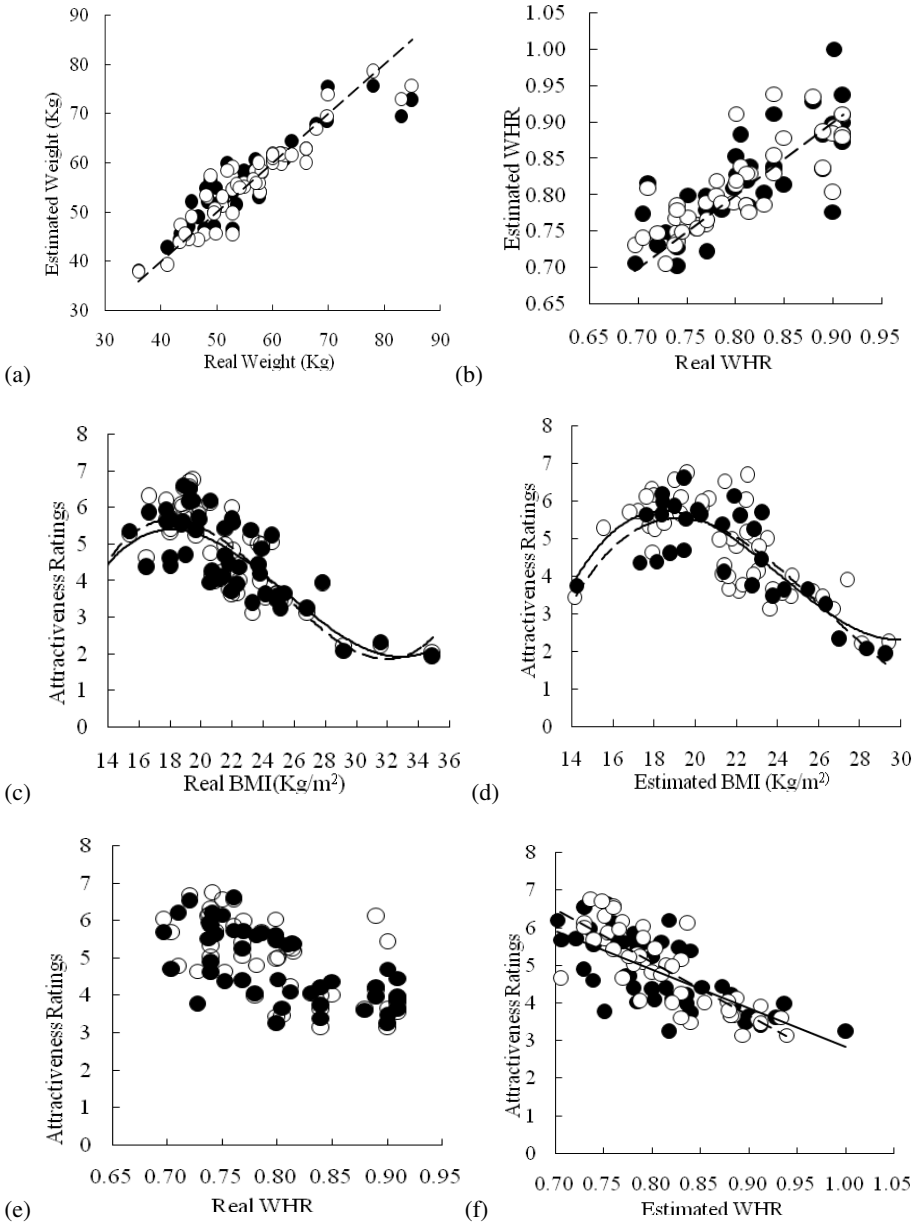 90
80
70
60
50
40
30
Estimated Weight (Kg)
30 40 50 60 70 80 90
Real Weight (Kg)
(a)
1.05
1.00
0.95
0.90
0.85
0.80
0.75
0.70
0.65
Estimated WHR
0.65 0.70 0.75 0.80 0.85 0.90 0.95
Real WHR
(b)
8
7
6
5
4
3
2
1
0
Attractiveness Ratings
14 16 18 20 22 24 26 28 30 32 34 36
Real BMI(Kg/m²)
(c)
8
7
6
5
4
3
2
1
0
Attractiveness Ratings
14 16 18 20 22 24 26 28 30
Estimated BMI (Kg/m²)
(d)
8
7
6
5
4
3
2
1
0
Attractiveness Ratings
0.65 0.70 0.75 0.80 0.85 0.90 0.95
Real WHR
(e)
8
7
6
5
4
3
2
1
0
Attractiveness Ratings
0.70 0.75 0.80 0.85 0.90 0.95 1.00 1.05
Estimated WHR
(f)